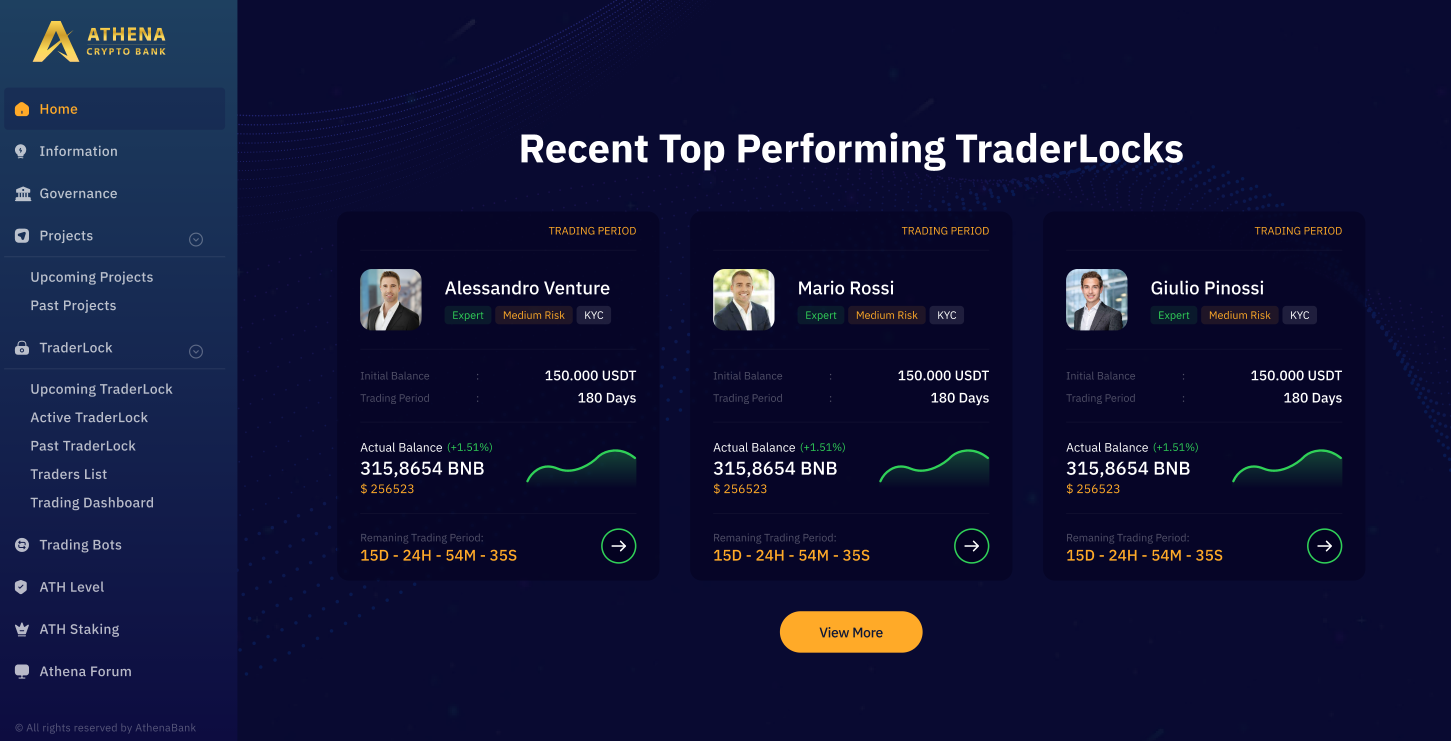 ATHENA
CRYPTO BANK
Home
Information
Governance
Projects
Upcoming Projects
Past Projects
TraderLock
Upcoming TraderLock
Active TraderLock
Past TraderLock
Traders List
Trading Dashboard
Trading Bots
ATH Level
ATH Staking
Athena Forum
© All rights reserved by AthenaBank
Recent Top Performing TraderLocks
TRADING PERIOD
Alessandro Venture
Expert Medium Risk KYC
Initial Balance : 150.000 USDT
Trading Period : 180 Days
Actual Balance (+1.51%)
315,8654 BNB
$ 256523
Remaning Trading Period:
15D - 24H - 54M - 35S
TRADING PERIOD
Mario Rossi
Expert Medium Risk KYC
Initial Balance : 150.000 USDT
Trading Period : 180 Days
Actual Balance (+1.51%)
315,8654 BNB
$ 256523
Remaning Trading Period:
15D - 24H - 54M - 35S
TRADING PERIOD
Giulio Pinossi
Expert Medium Risk KYC
Initial Balance : 150.000 USDT
Trading Period : 180 Days
Actual Balance (+1.51%)
315,8654 BNB
$ 256523
Remaning Trading Period:
15D - 24H - 54M - 35S
View More